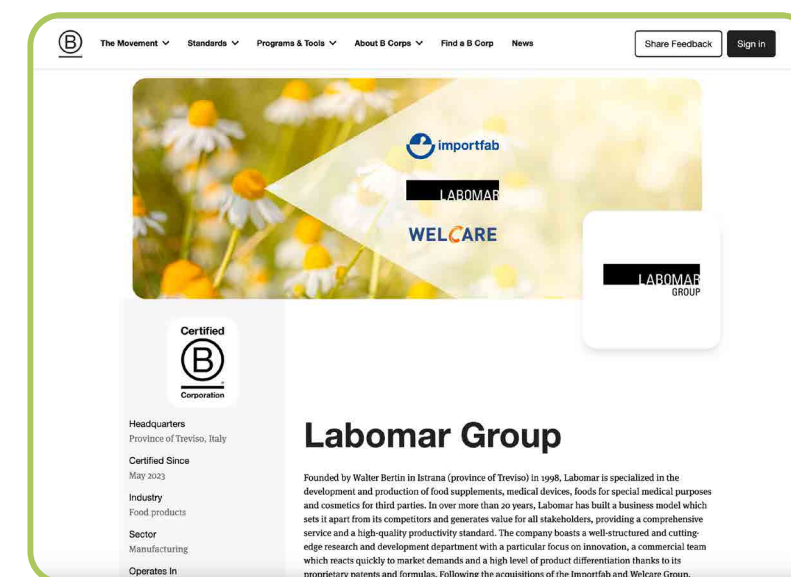 B
The Movement
Standards
Programs & Tools
About B Corps
Find a B Corp
News
Share Feedback
Sign in
importfab
LABOMAR
WELCARE
LABOMAR
GROUP
Certified
B
Corporation
Headquarters
Province of Treviso, Italy
Certified Since
May 2023
Industry
Food products
Sector
Manufacturing
Operates In
Labomar Group
Founded by Walter Bertin in Istrana (province of Treviso) in 1998, Labomar is specialized in the
development and production of food supplements, medical devices, foods for special medical purposes
and cosmetics for third parties. In over more than 20 years, Labomar has built a business model which
sets it apart from its competitors and generates value for all stakeholders, providing a comprehensive
service and a high-quality productivity standard. The company boasts a well-structured and cutting-
edge research and development department with a particular focus on innovation, a commercial team
which reacts quickly to market demands and a high level of product differentiation thanks to its
proprietary patents and formulas. Following the acquisitions of the Importfab and Welcare Group,